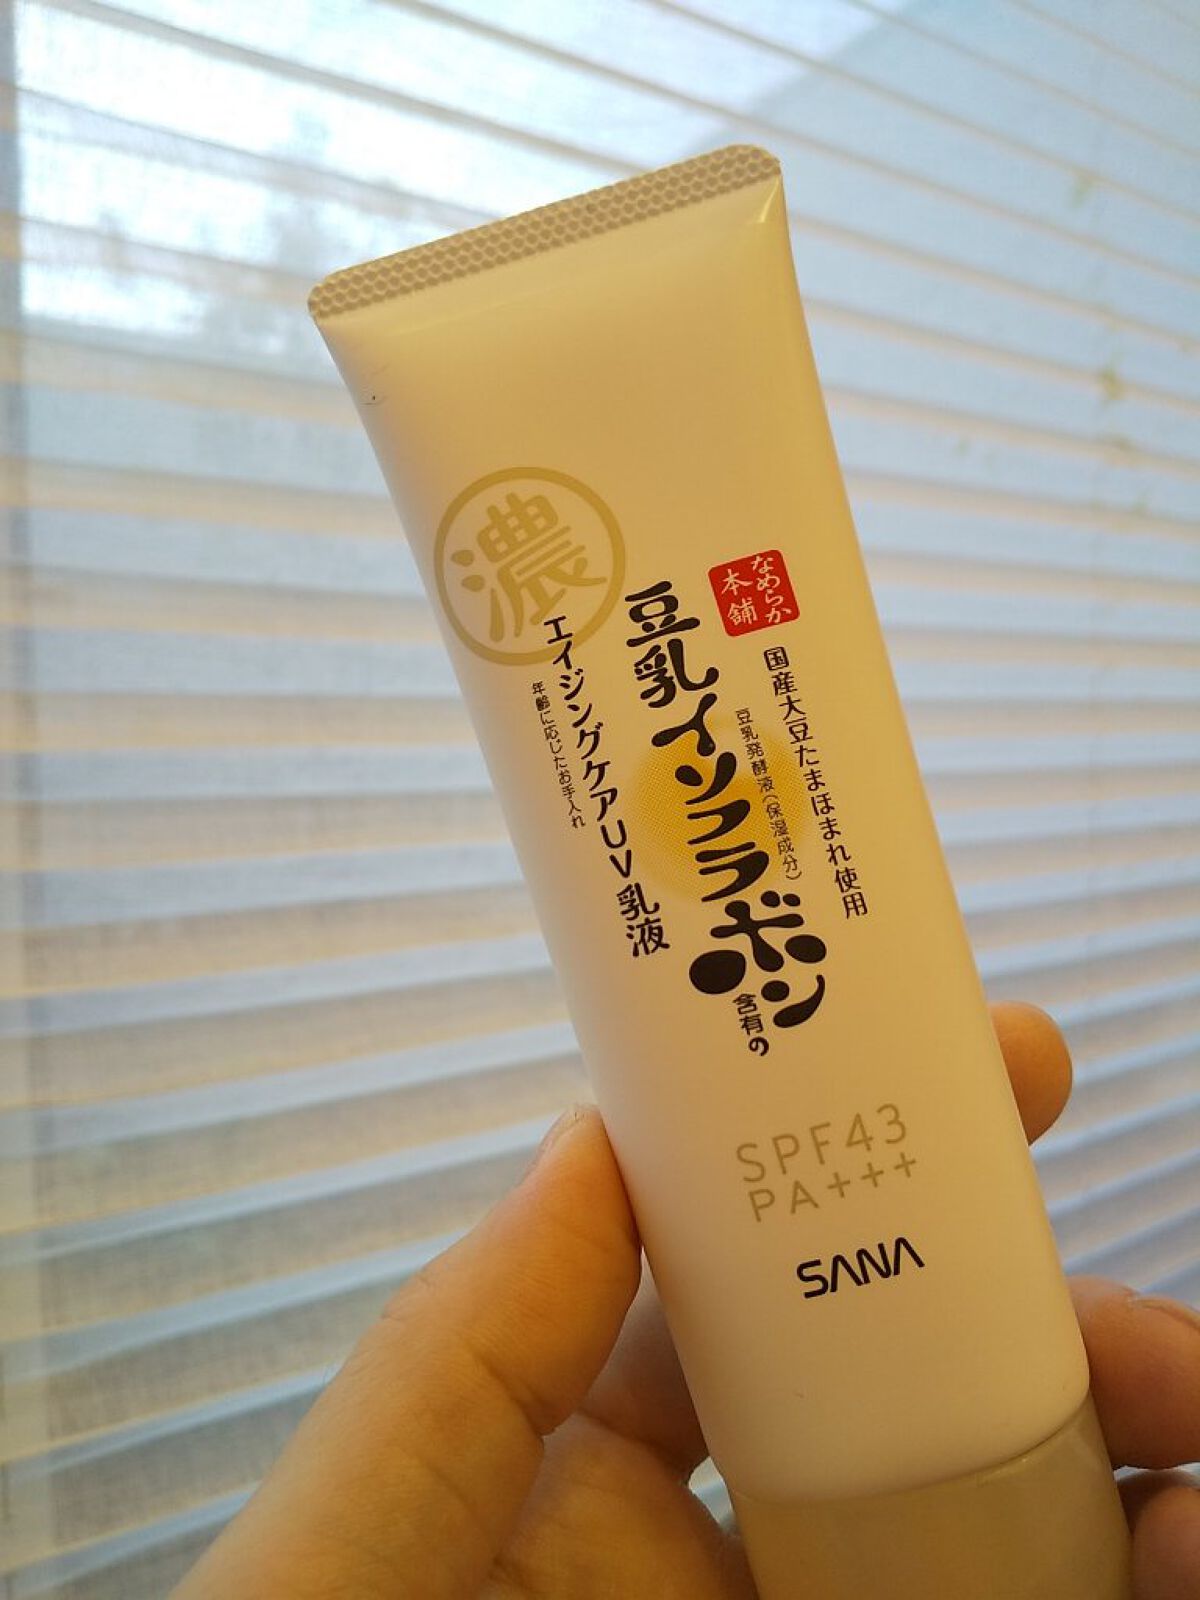 濃
なめらか
本舗
国産大豆たまほまれ使用
豆乳発酵液(保湿成分)
豆乳イソフラボン
含有の
エイジングケアUV乳液
年齢に応じたお手入れ
SPF43
PA+++
SANA